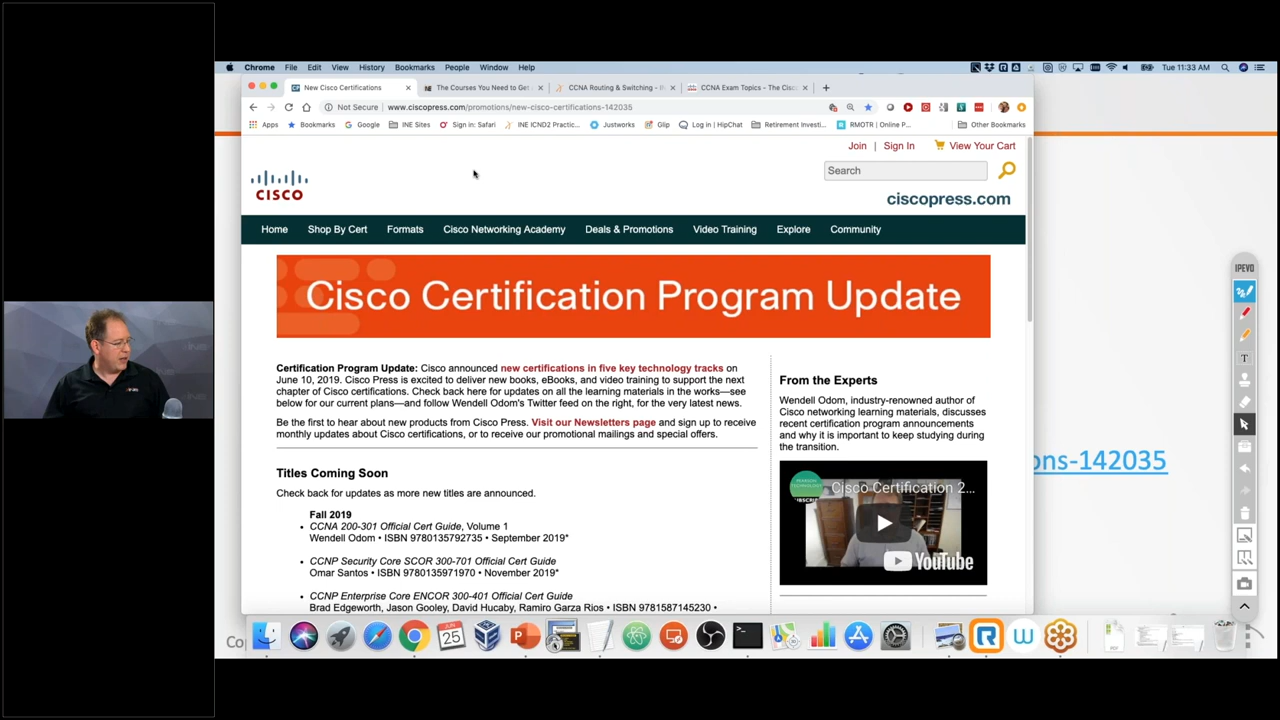 Chrome File Edit View History Bookmarks People Window Help Tue 11:33 AM
New Cisco Certifications The Courses You Need to Get CCNA Routing & Switching - CCNA Exam Topics - The Cisc
Not Secure www.ciscopress.com/promotions/new-cisco-certifications-142035
Apps Bookmarks Google INE Sites Sign in: Safari INE ICND2 Practic... Justworks Glip Log in | HipChat Retirement Investi... RMOTR | Online P... Other Bookmarks
Join | Sign In View Your Cart
Search
CISCO
ciscopress.com
Home Shop By Cert Formats Cisco Networking Academy Deals & Promotions Video Training Explore Community
Cisco Certification Program Update
Certification Program Update: Cisco announced new certifications in five key technology tracks on
June 10, 2019. Cisco Press is excited to deliver new books, eBooks, and video training to support the next
chapter of Cisco certifications. Check back here for updates on all the learning materials in the works—see
below for our current plans—and follow Wendell Odom's Twitter feed on the right, for the very latest news.
Be the first to hear about new products from Cisco Press. Visit our Newsletters page and sign up to receive
monthly updates about Cisco certifications, or to receive our promotional mailings and special offers.
Titles Coming Soon
Check back for updates as more new titles are announced.
Fall 2019
• CCNA 200-301 Official Cert Guide, Volume 1
Wendell Odom • ISBN 9780135792735 • September 2019*
• CCNP Security Core SCOR 300-701 Official Cert Guide
Omar Santos • ISBN 9780135971970 • November 2019*
• CCNP Enterprise Core ENCOR 300-401 Official Cert Guide
Brad Edgeworth, Jason Gooley, David Hucaby, Ramiro Garza Rios • ISBN 9781587145230 •
From the Experts
Wendell Odom, industry-renowned author of
Cisco networking learning materials, discusses
recent certification program announcements
and why it is important to keep studying during
the transition.
Cisco Certification 2...
YouTube
ons-142035
IPEVO
T
JUN
25
Co